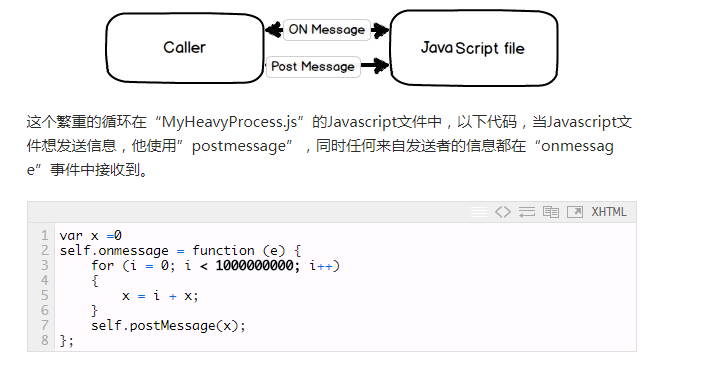 Caller
ON Message
Post Message
JavaScript file
这个繁重的循环在“MyHeavyProcess.js”的Javascript文件中，以下代码，当Javascript文
件想发送信息，他使用”postmessage”，同时任何来自发送者的信息都在“onmessag
e”事件中接收到。
XHTML
1 var x =0
2 self.onmessage = function (e) {
3     for (i = 0; i < 1000000000; i++)
4     {
5         x = i + x;
6     }
7     self.postMessage(x);
8 };